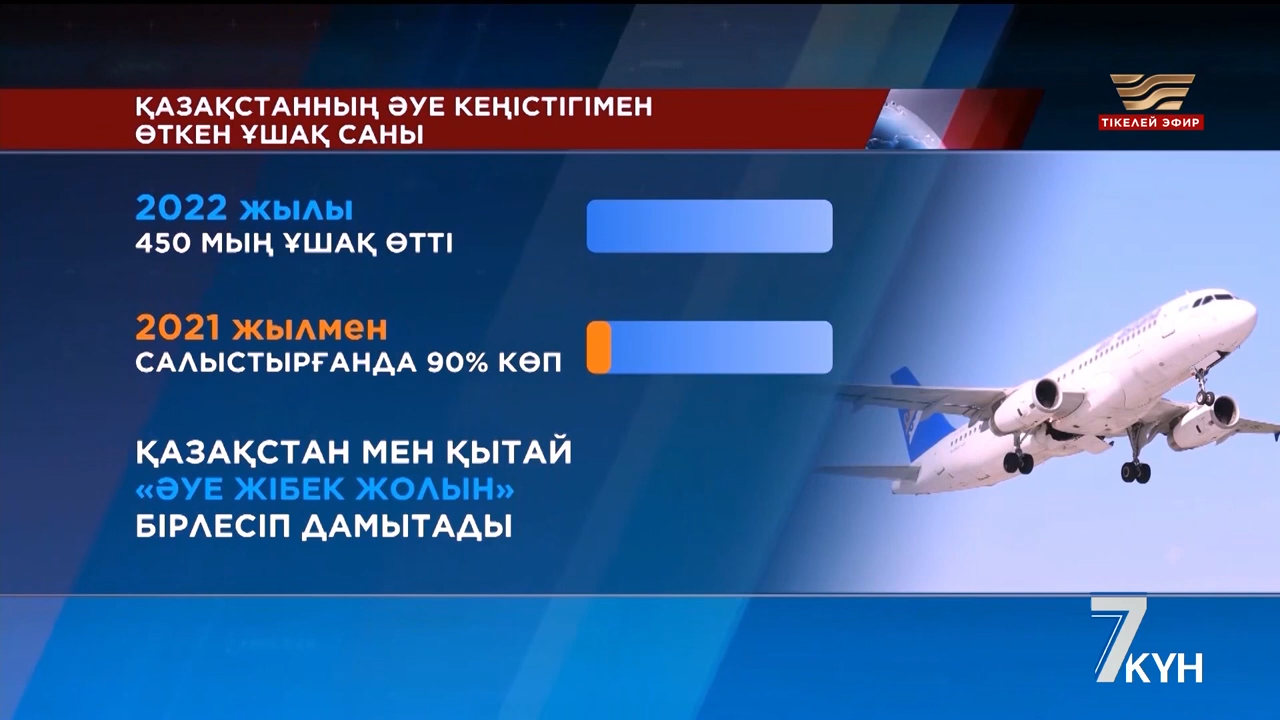 ҚАЗАҚСТАННЫҢ ӘУЕ КЕҢІСТІГІМЕН
ӨТКЕН ҰШАҚ САНЫ
ТІКЕЛЕЙ ЭФИР
2022 жылы
450 МЫҢ ҰШАҚ ӨТТІ
2021 жылмен
САЛЫСТЫРҒАНДА 90% КӨП
ҚАЗАҚСТАН МЕН ҚЫТАЙ
«ӘУЕ ЖІБЕК ЖОЛЫН»
БІРЛЕСІП ДАМЫТАДЫ
7 КҮН